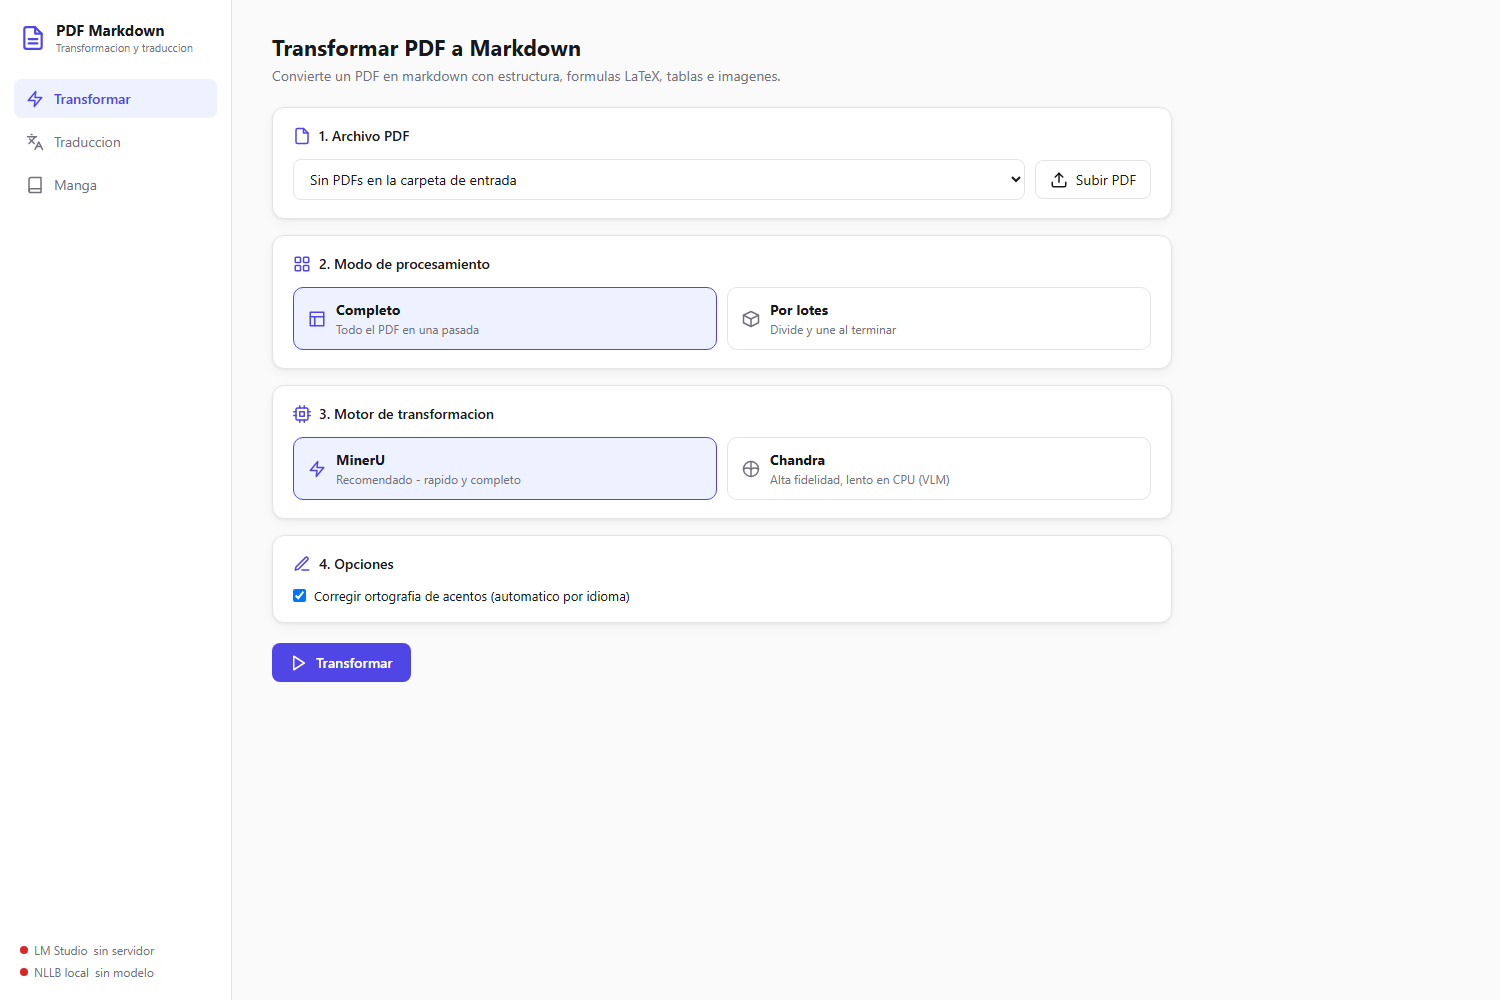 PDF Markdown
Transformacion y traduccion
Transformar
Traduccion
Manga
LM Studio sin servidor
NLLB local sin modelo
Transformar PDF a Markdown
Convierte un PDF en markdown con estructura, formulas LaTeX, tablas e imagenes.
1. Archivo PDF
Sin PDFs en la carpeta de entrada
Subir PDF
2. Modo de procesamiento
Completo
Todo el PDF en una pasada
Por lotes
Divide y une al terminar
3. Motor de transformacion
MinerU
Recomendado - rapido y completo
Chandra
Alta fidelidad, lento en CPU (VLM)
4. Opciones
Corregir ortografia de acentos (automatico por idioma)
Transformar